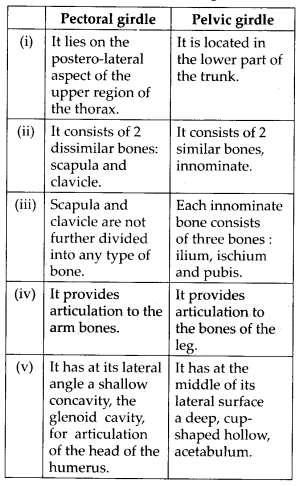 Pectoral girdle Pelvic girdle
(i) It lies on the It is located in
postero-lateral the lower part of
aspect of the the trunk.
upper region of
the thorax.
(ii) It consists of 2 It consists of 2
dissimilar bones: similar bones,
scapula and innominate.
clavicle.
(iii) Scapula and Each innominate
clavicle are not bone consists
further divided of three bones :
into any type of ilium, ischium
bone. and pubis.
(iv) It provides It provides
articulation to the articulation to
arm bones. the bones of the
leg.
(v) It has at its lateral It has at the
angle a shallow middle of its
concavity, the lateral surface
glenoid cavity, a deep, cup-
for articulation shaped hollow,
of the head of the acetabulum.
humerus.